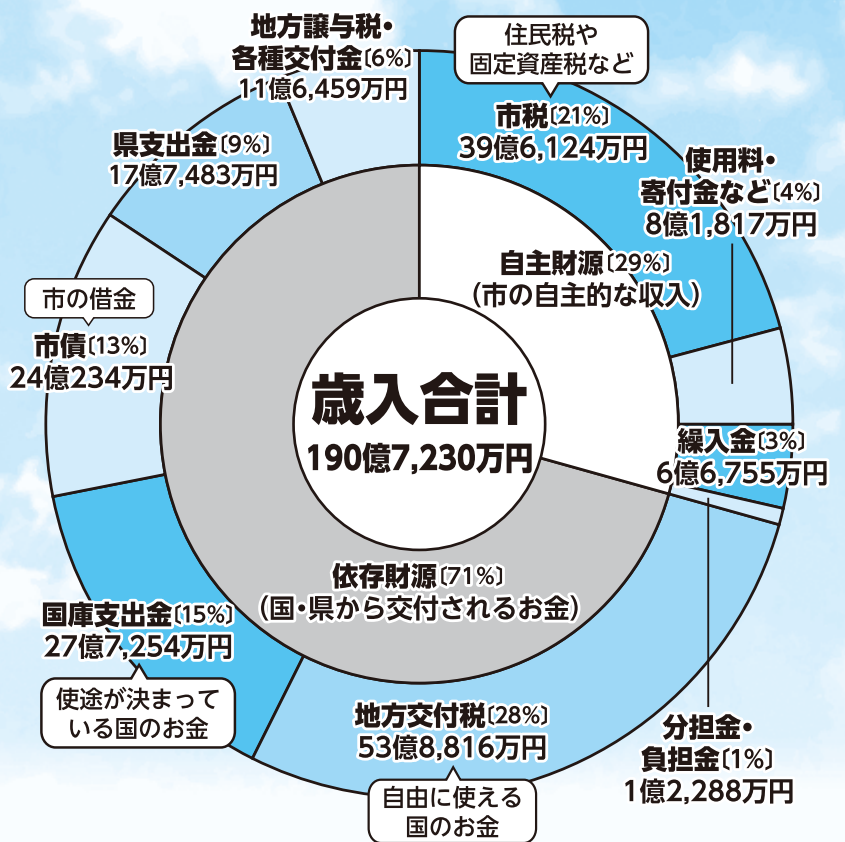 歳入合計
190億7,230万円
自主財源〔29%〕
（市の自主的な収入）
依存財源〔71%〕
（国・県から交付されるお金）
住民税や
固定資産税など
市税〔21%〕
39億6,124万円
使用料・
寄付金など〔4%〕
8億1,817万円
繰入金〔3%〕
6億6,755万円
分担金・
負担金〔1%〕
1億2,288万円
地方交付税〔28%〕
53億8,816万円
自由に使える
国のお金
国庫支出金〔15%〕
27億7,254万円
使途が決まって
いる国のお金
市の借金
市債〔13%〕
24億234万円
県支出金〔9%〕
17億7,483万円
地方譲与税・
各種交付金〔6%〕
11億6,459万円